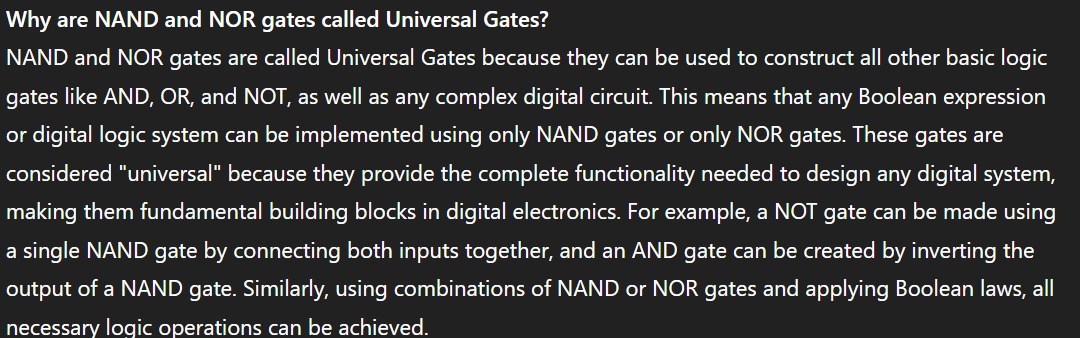 Why are NAND and NOR gates called Universal Gates?
NAND and NOR gates are called Universal Gates because they can be used to construct all other basic logic
gates like AND, OR, and NOT, as well as any complex digital circuit. This means that any Boolean expression
or digital logic system can be implemented using only NAND gates or only NOR gates. These gates are
considered "universal" because they provide the complete functionality needed to design any digital system,
making them fundamental building blocks in digital electronics. For example, a NOT gate can be made using
a single NAND gate by connecting both inputs together, and an AND gate can be created by inverting the
output of a NAND gate. Similarly, using combinations of NAND or NOR gates and applying Boolean laws, all
necessary logic operations can be achieved.